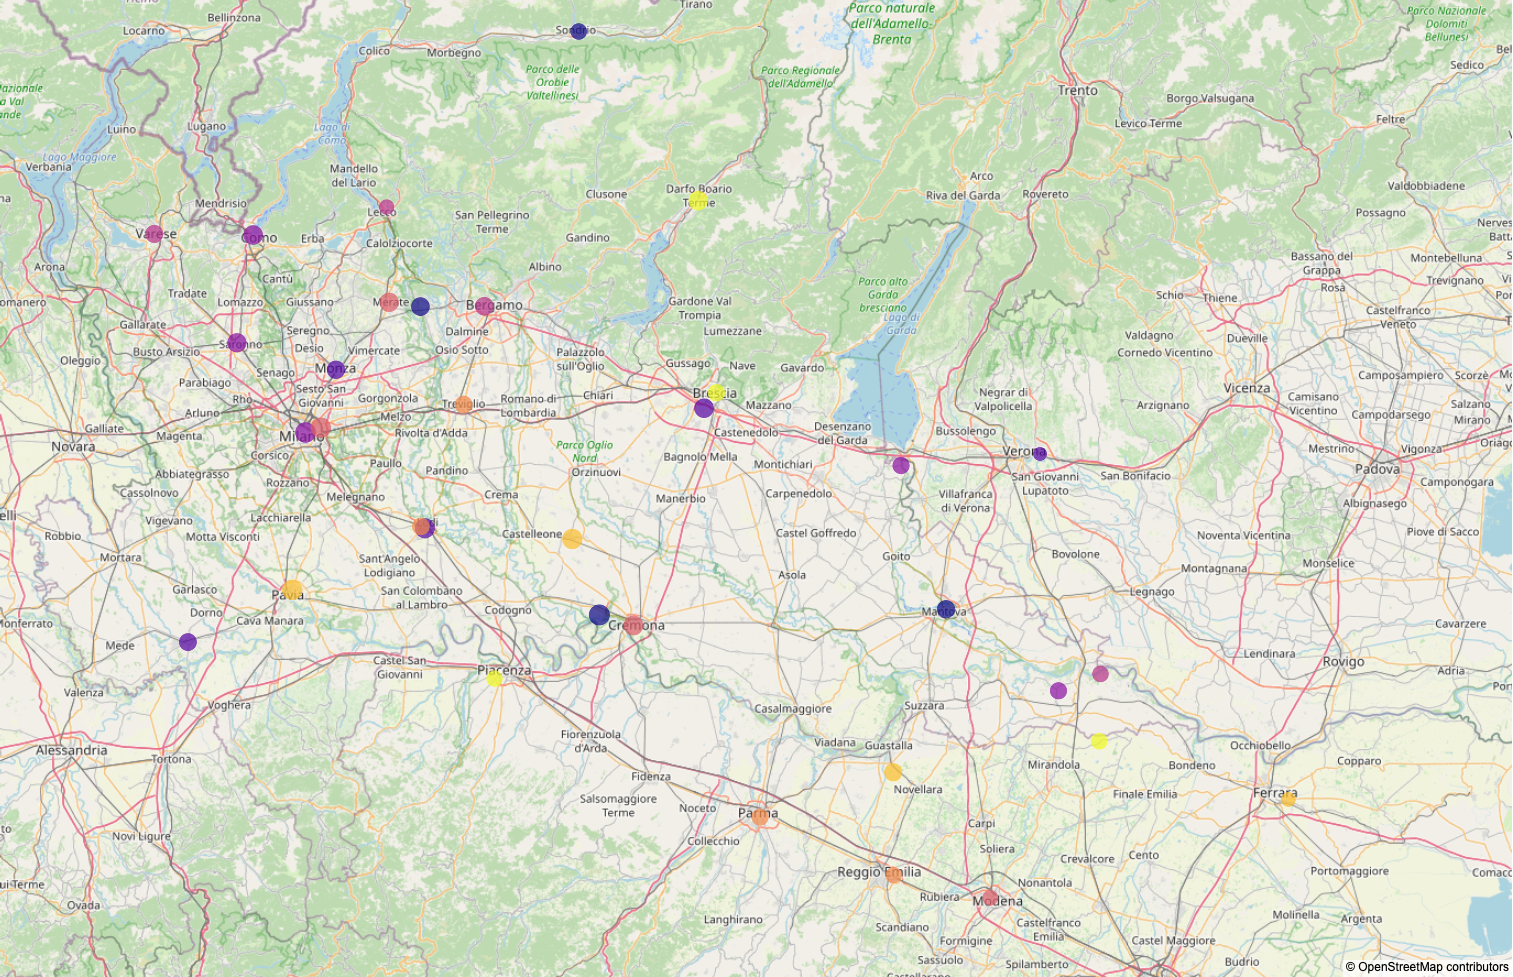 Bellinzona
Tirano
Parco naturale
dell'Adamello-
Brenta
Parco Nazionale
Dolomiti
Bellunesi
Locarno
Sondrio
Colico
Morbegno
Sedico
Parco delle
Orobie
Valtellinesi
Parco Regionale
dell'Adamello
Trento
Borgo Valsugana
Feltre
Levico Terme
Luino
Lugano
Lago di
Como
Lago Maggiore
Verbania
Mandello
del Lario
Arco
Riva del Garda
Rovereto
Valdobbiadene
Clusone
Darfo Boario
Terme
Mendrisio
Lecco
San Pellegrino
Terme
Possagno
Varese
Como
Erba
Calolziocorte
Gandino
Arona
Cantù
Albino
Parco alto
Garda
bresciano
Bassano del
Grappa
Montebelluna
Tradate
Lomazzo
Giussano
Merate
Bergamo
Gardone Val
Trompia
Lago di
Garda
Schio
Thiene
Rosà
Trevignano
Castelfranco
Veneto
Gallarate
Seregno
Desio
Dalmine
Lumezzane
Valdagno
Dueville
Busto Arsizio
Saronno
Vimercate
Osio Sotto
Palazzolo
sull'Oglio
Cornedo Vicentino
Oleggio
Senago
Monza
Gussago
Nave
Gavardo
Camposampiero
Scorzè
Parabiago
Rho
Sesto San
Giovanni
Gorgonzola
Treviglio
Romano di
Lombardia
Chiari
Brescia
Mazzano
Negrar di
Valpolicella
Arzignano
Vicenza
Camisano
Vicentino
Salzano
Arluno
Melzo
Campodarsego
Mirano
Galliate
Magenta
Milano
Rivolta d'Adda
Castenedolo
Desenzano
del Garda
Bussolengo
Novara
Corsico
Parco Oglio
Nord
Bagnolo Mella
Verona
Mestrino
Vigonza
Abbiategrasso
Paullo
Pandino
Orzinuovi
Montichiari
San Giovanni
Lupatoto
San Bonifacio
Padova
Camponogara
Cassolnovo
Rozzano
Melegnano
Crema
Manerbio
Carpenedolo
Villafranca
di Verona
Albignasego
Vigevano
Lacchiarella
Robbio
Motta Visconti
Castelleone
Castel Goffredo
Noventa Vicentina
Piove di Sacco
Mortara
Sant'Angelo
Lodigiano
Goito
Bovolone
Montagnana
Monselice
Garlasco
Pavia
San Colombano
al Lambro
Asola
Legnago
Dorno
Cava Manara
Codogno
Cremona
Mantova
Cavarzere
Mede
Castel San
Giovanni
Piacenza
Lendinara
Rovigo
Adria
Valenza
Voghera
Casalmaggiore
Suzzara
Alessandria
Tortona
Fiorenzuola
d'Arda
Viadana
Guastalla
Occhiobello
Mirandola
Bondeno
Copparo
Fidenza
Novellara
Finale Emilia
Ferrara
Salsomaggiore
Terme
Noceto
Parma
Novi Ligure
Collecchio
Carpi
Soliera
Crevalcore
Cento
Reggio Emilia
Portomaggiore
Rubiera
Nonantola
Ovada
Modena
Langhirano
Scandiano
Castelfranco
Emilia
Molinella
Argenta
Formigine
Castel Maggiore
Sassuolo
Spilamberto
Budrio
© OpenStreetMap contributors